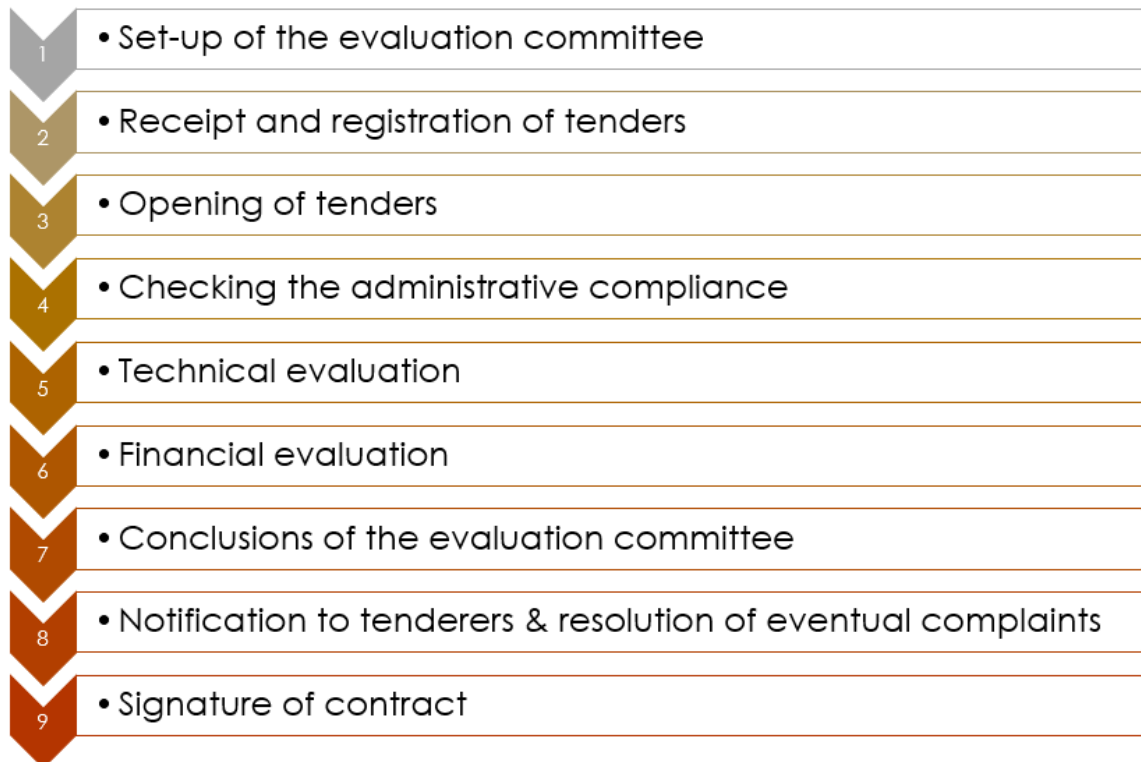 1 • Set-up of the evaluation committee
2 • Receipt and registration of tenders
3 • Opening of tenders
4 • Checking the administrative compliance
5 • Technical evaluation
6 • Financial evaluation
7 • Conclusions of the evaluation committee
8 • Notification to tenderers & resolution of eventual complaints
9 • Signature of contract